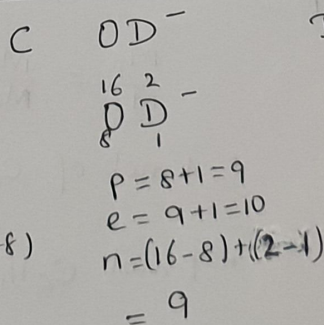 C OD⁻
16 2
O D⁻
8 1
p = 8+1=9
e = 9+1=10
8) n=(16-8)+(2-1)
= 9